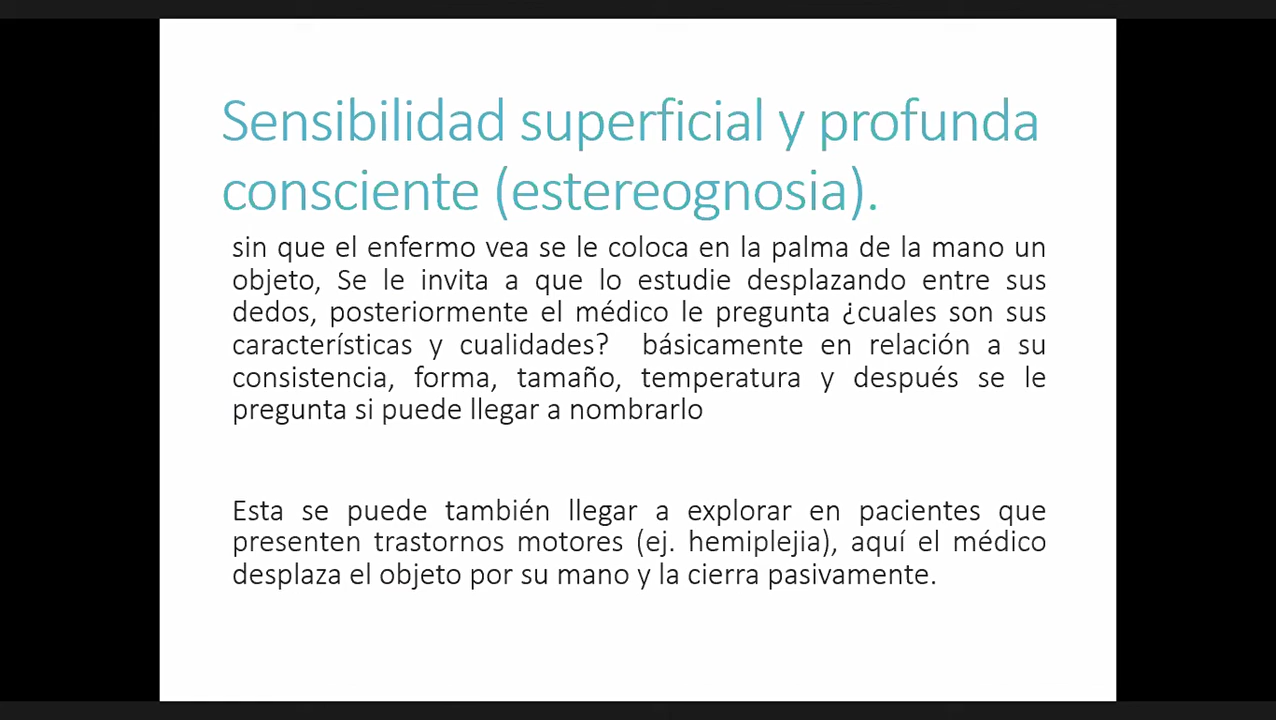 Sensibilidad superficial y profunda
consciente (estereognosia).
sin que el enfermo vea se le coloca en la palma de la mano un
objeto, Se le invita a que lo estudie desplazando entre sus
dedos, posteriormente el médico le pregunta ¿cuales son sus
características y cualidades? básicamente en relación a su
consistencia, forma, tamaño, temperatura y después se le
pregunta si puede llegar a nombrarlo
Esta se puede también llegar a explorar en pacientes que
presenten trastornos motores (ej. hemiplejia), aquí el médico
desplaza el objeto por su mano y la cierra pasivamente.